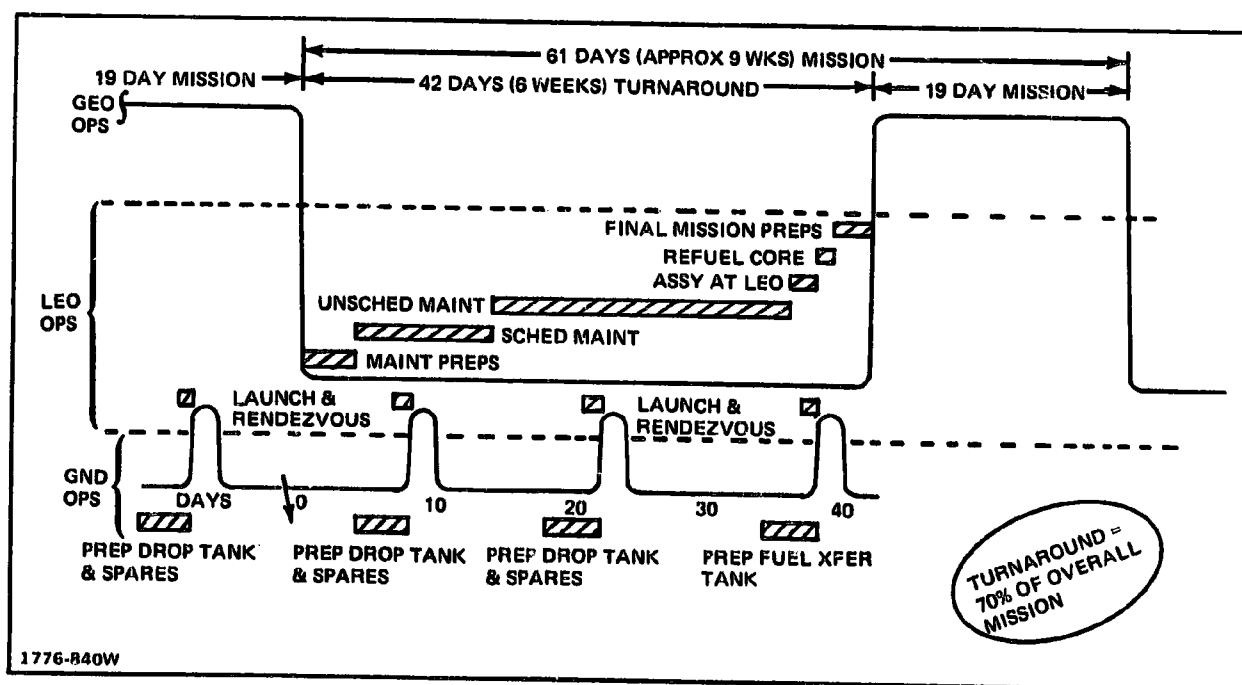 61 DAYS (APPROX 9 WKS) MISSION
19 DAY MISSION
42 DAYS (6 WEEKS) TURNAROUND
19 DAY MISSION
GEO
OPS
FINAL MISSION PREPS
REFUEL CORE
ASSY AT LEO
LEO
OPS
UNSCHED MAINT
SCHED MAINT
MAINT PREPS
LAUNCH &
RENDEZVOUS
LAUNCH &
RENDEZVOUS
GND
OPS
DAYS
0
10
20
30
40
PREP DROP TANK
& SPARES
PREP DROP TANK
& SPARES
PREP DROP TANK
& SPARES
PREP FUEL XFER
TANK
TURNAROUND =
70% OF OVERALL
MISSION
1776-840W